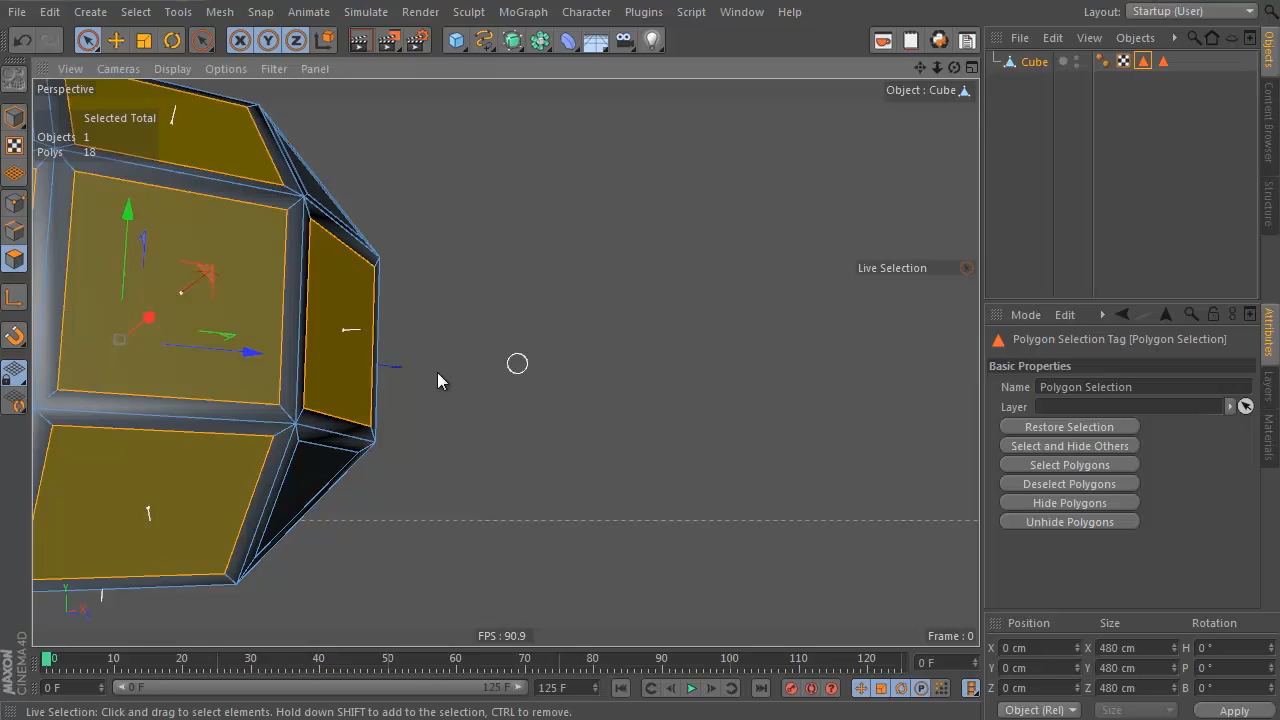 File Edit Create Select Tools Mesh Snap Animate Simulate Render Sculpt MoGraph Character Plugins Script Window Help Layout: Startup (User)
View Cameras Display Options Filter Panel
File Edit View Objects
Cube
Perspective
Object : Cube
Selected Total
Objects 1
Polys 18
Live Selection
Mode Edit
Polygon Selection Tag [Polygon Selection]
Basic Properties
Name Polygon Selection
Layer
Restore Selection
Select and Hide Others
Select Polygons
Deselect Polygons
Hide Polygons
Unhide Polygons
Objects
Content Browser
Structure
Attributes
Layers
Materials
Y
X
Z
FPS : 90.9
Frame : 0
0 10 20 30 40 50 60 70 80 90 100 110 120 0 F
0 F 0 F 125 F 125 F
Position Size Rotation
X 0 cm X 480 cm H 0 °
Y 0 cm Y 480 cm P 0 °
Z 0 cm Z 480 cm B 0 °
Object (Rel) Size Apply
MAXON
CINEMA 4D
Live Selection: Click and drag to select elements. Hold down SHIFT to add to the selection, CTRL to remove.